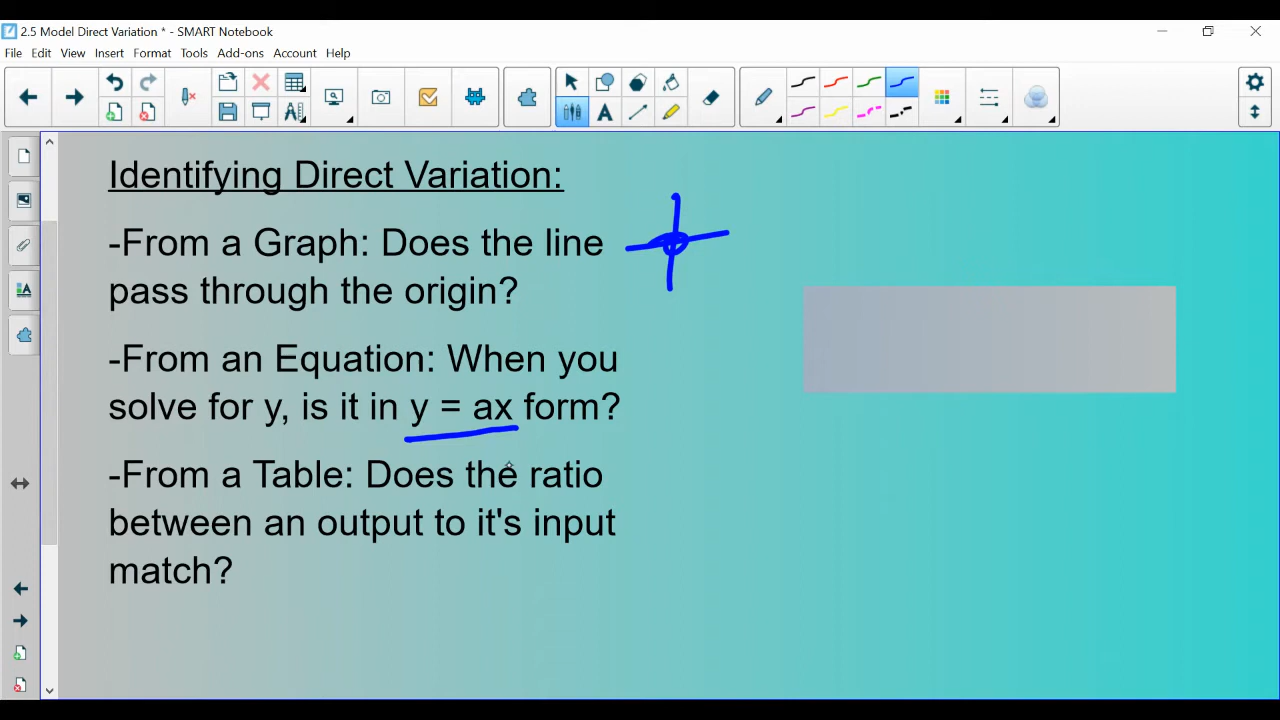 2.5 Model Direct Variation * - SMART Notebook
File Edit View Insert Format Tools Add-ons Account Help
Identifying Direct Variation:
-From a Graph: Does the line
pass through the origin?
-From an Equation: When you
solve for y, is it in y = ax form?
-From a Table: Does the ratio
between an output to it's input
match?